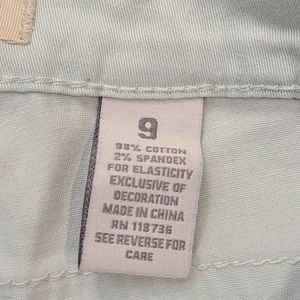 9
98% COTTON
2% SPANDEX
FOR ELASTICITY
EXCLUSIVE OF
DECORATION
MADE IN CHINA
RN 118736
SEE REVERSE FOR
CARE